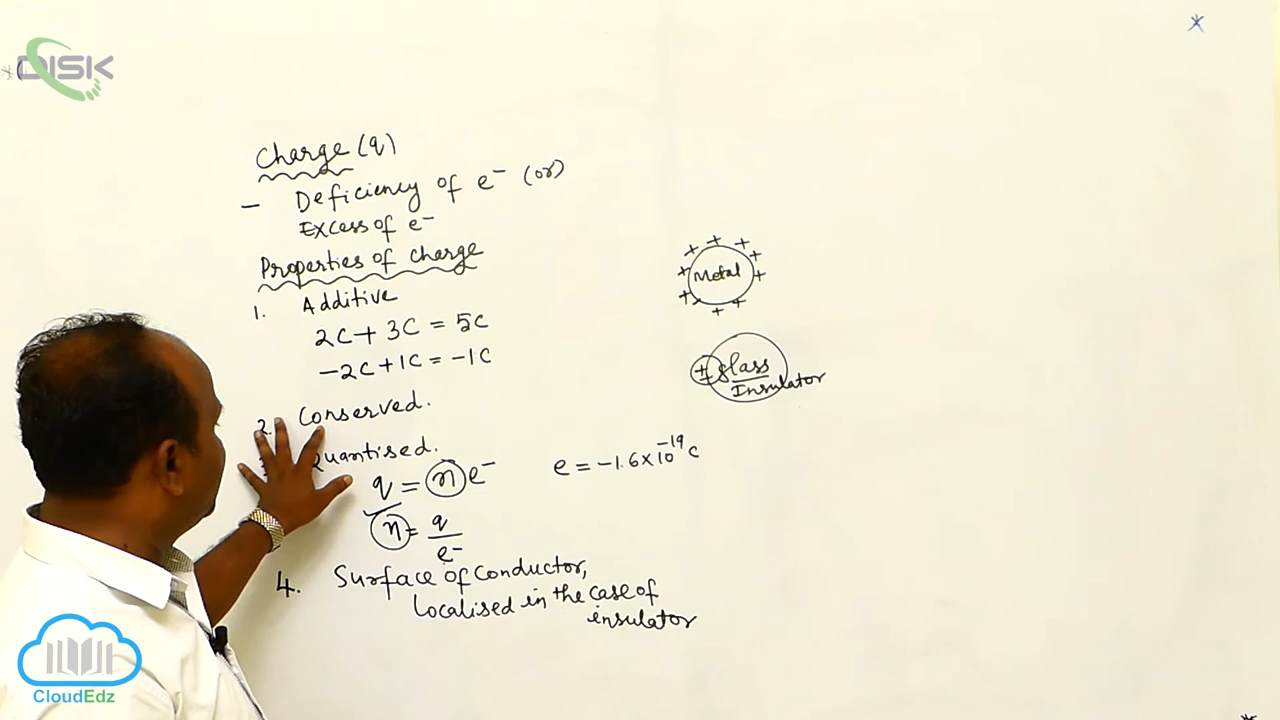 DISK
Charge (q)
- Deficiency of e⁻ (or)
Excess of e⁻
Properties of charge
1. Additive
2C + 3C = 5C
-2C + 1C = -1C
2. Conserved.
Quantised.
q = n e⁻
n = q / e⁻
4. Surface of conductor,
Localised in the case of
insulator
+ + + + + + + + + +
Metal
+ glass
Insulator
e = -1.6 × 10⁻¹⁹ C
CloudEdz